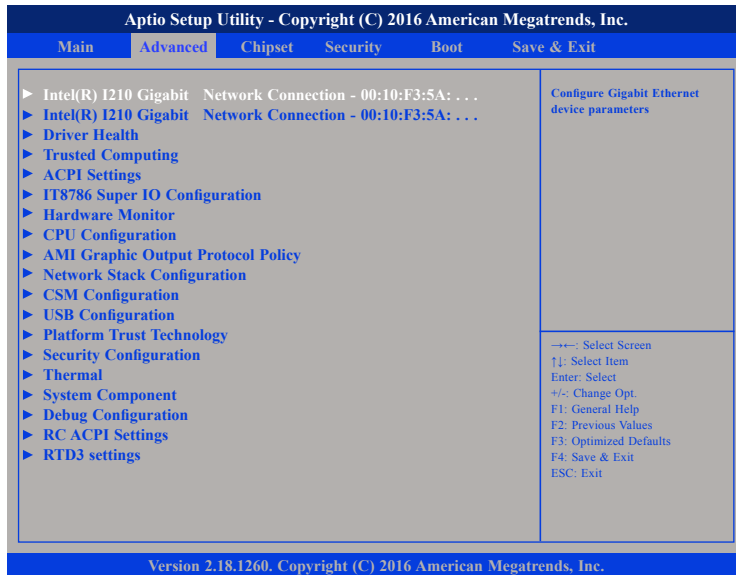 Aptio Setup Utility - Copyright (C) 2016 American Megatrends, Inc.
Main Advanced Chipset Security Boot Save & Exit
► Intel(R) I210 Gigabit Network Connection - 00:10:F3:5A: . . .
► Intel(R) I210 Gigabit Network Connection - 00:10:F3:5A: . . .
► Driver Health
► Trusted Computing
► ACPI Settings
► IT8786 Super IO Configuration
► Hardware Monitor
► CPU Configuration
► AMI Graphic Output Protocol Policy
► Network Stack Configuration
► CSM Configuration
► USB Configuration
► Platform Trust Technology
► Security Configuration
► Thermal
► System Component
► Debug Configuration
► RC ACPI Settings
► RTD3 settings
Configure Gigabit Ethernet
device parameters
→←: Select Screen
↑↓: Select Item
Enter: Select
+/-: Change Opt.
F1: General Help
F2: Previous Values
F3: Optimized Defaults
F4: Save & Exit
ESC: Exit
Version 2.18.1260. Copyright (C) 2016 American Megatrends, Inc.